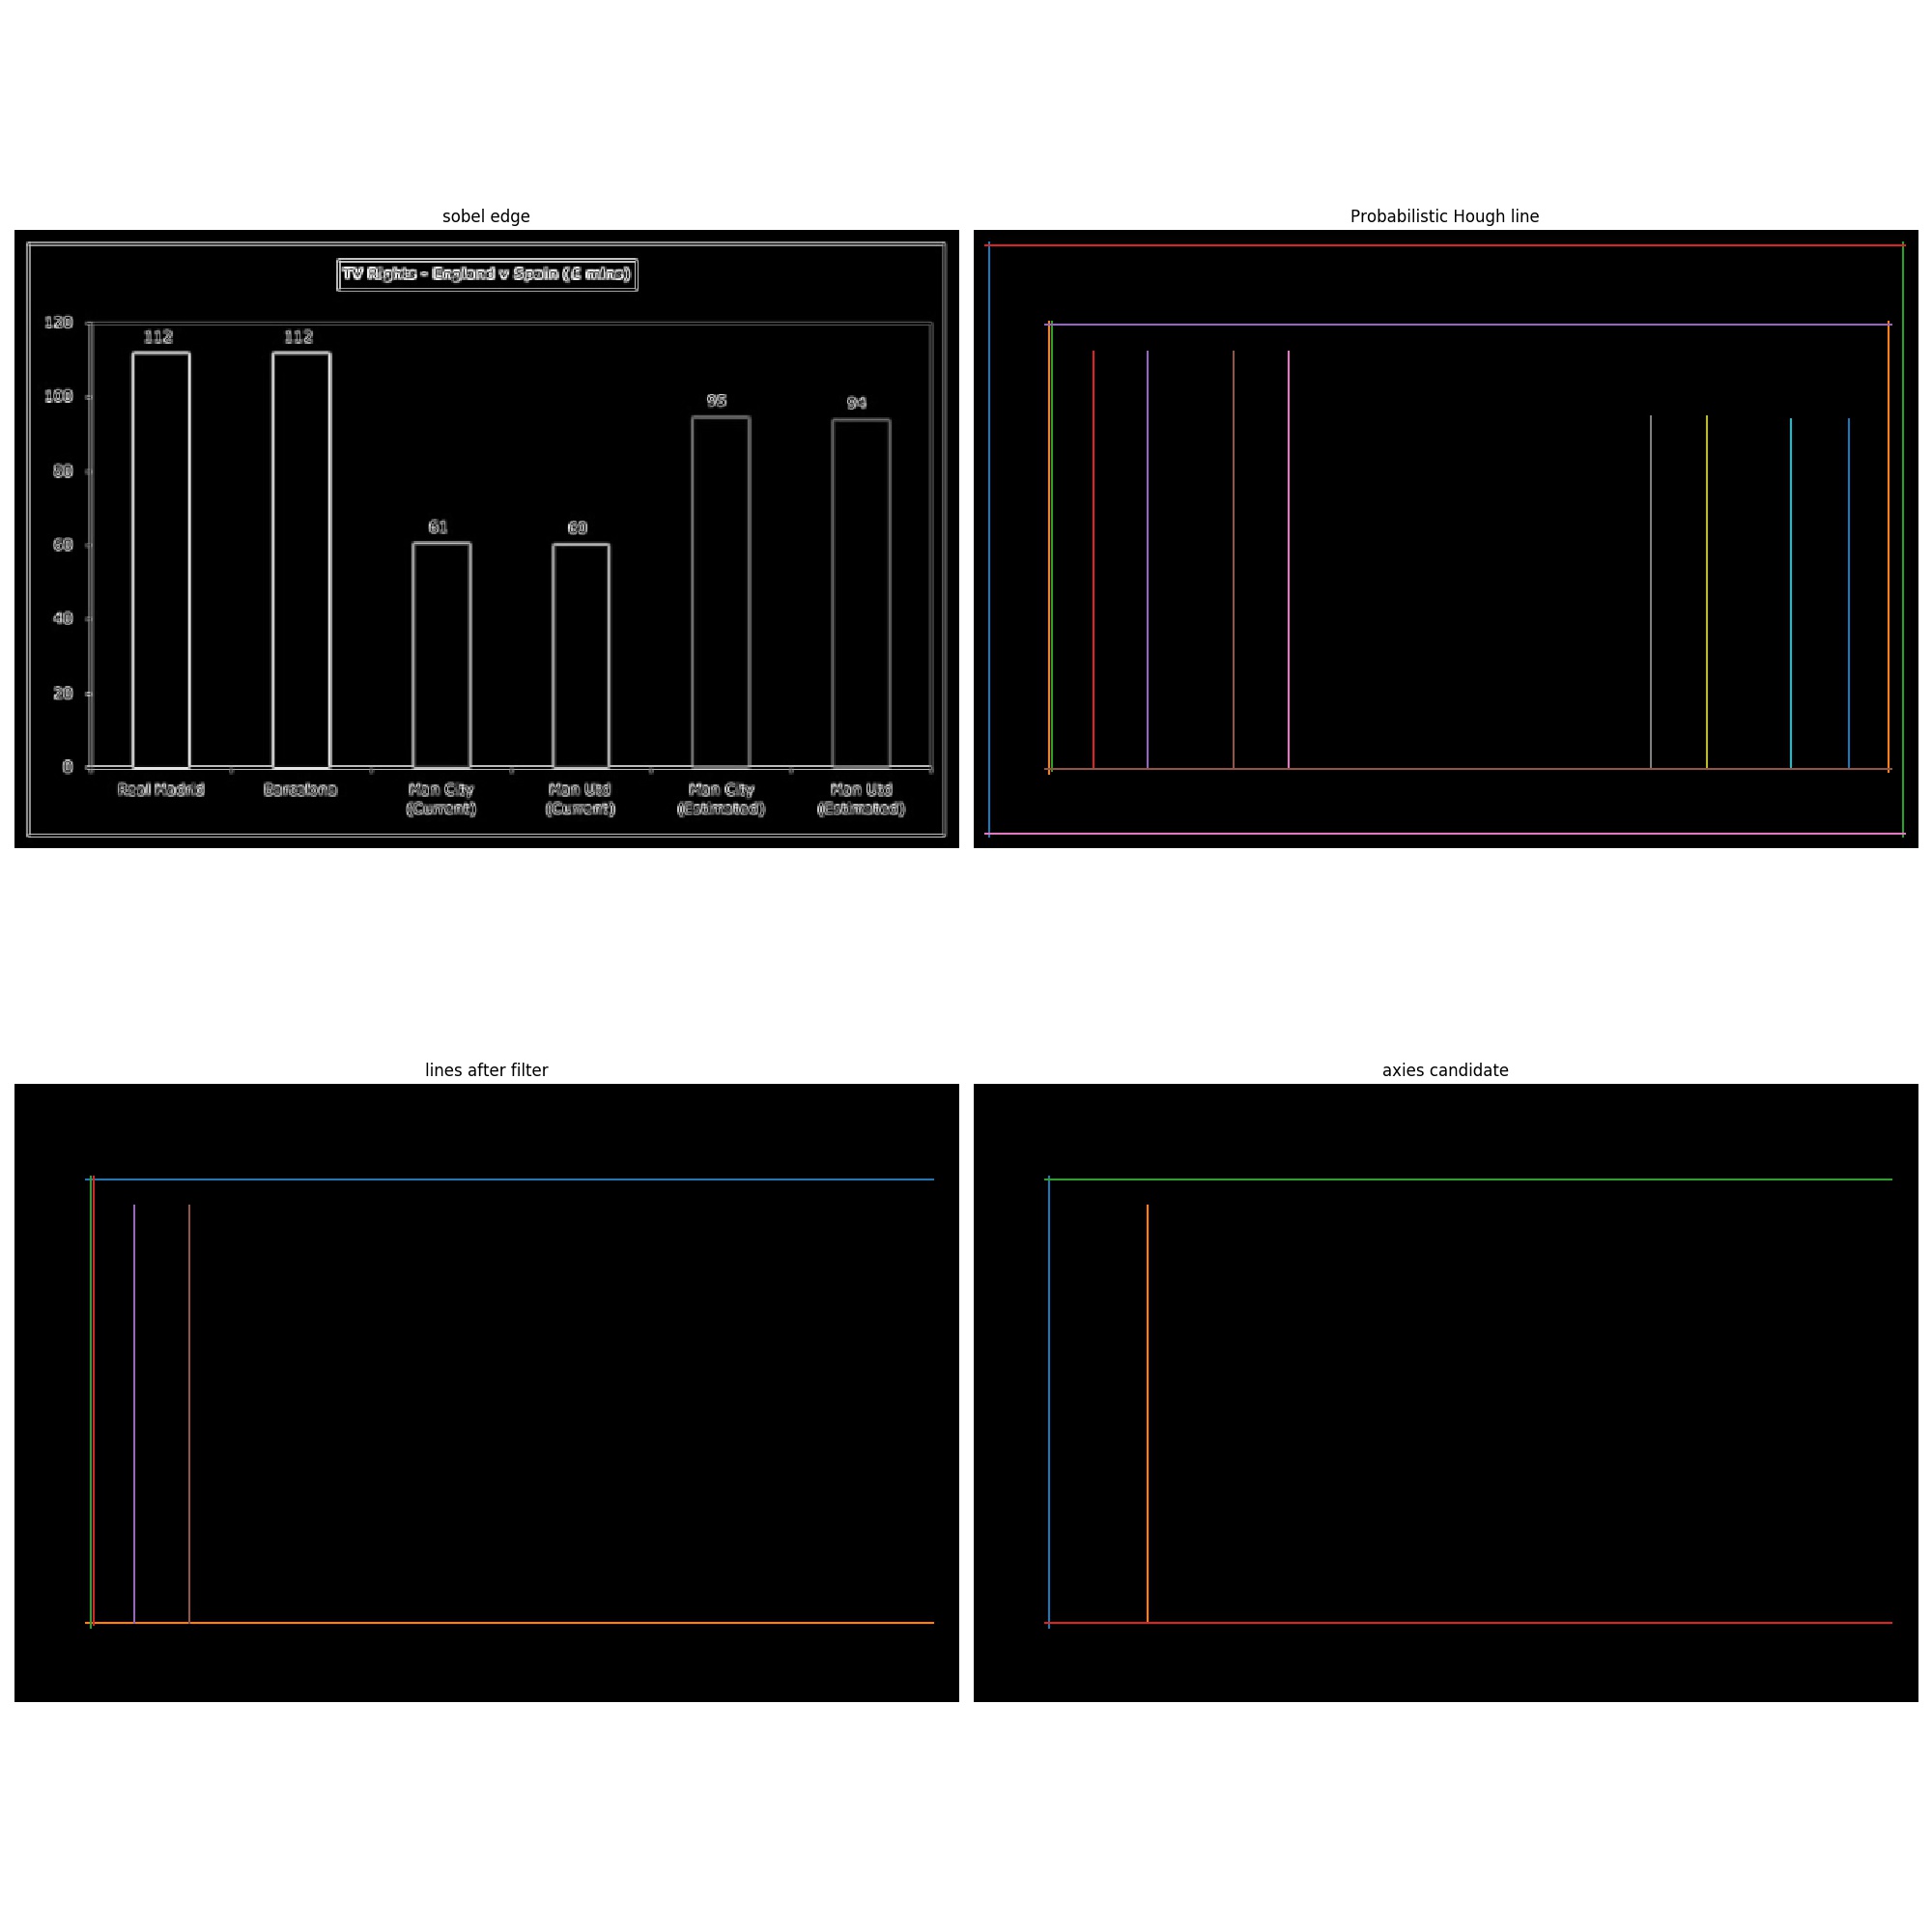 sobel edge
Probabilistic Hough line
TV Rights - England v Spain (£ mlns)
120
112
112
100
95
94
80
61
60
60
40
20
0
Real Madrid
Barcelona
Man City
(Current)
Man Utd
(Current)
Man City
(Estimated)
Man Utd
(Estimated)
lines after filter
axies candidate